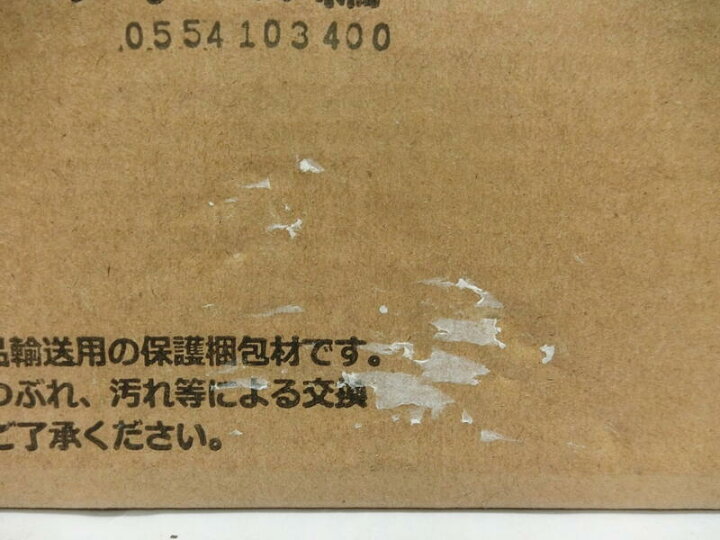 0554103400
品輸送用の保護梱包材です。
つぶれ、汚れ等による交換
ご了承ください。